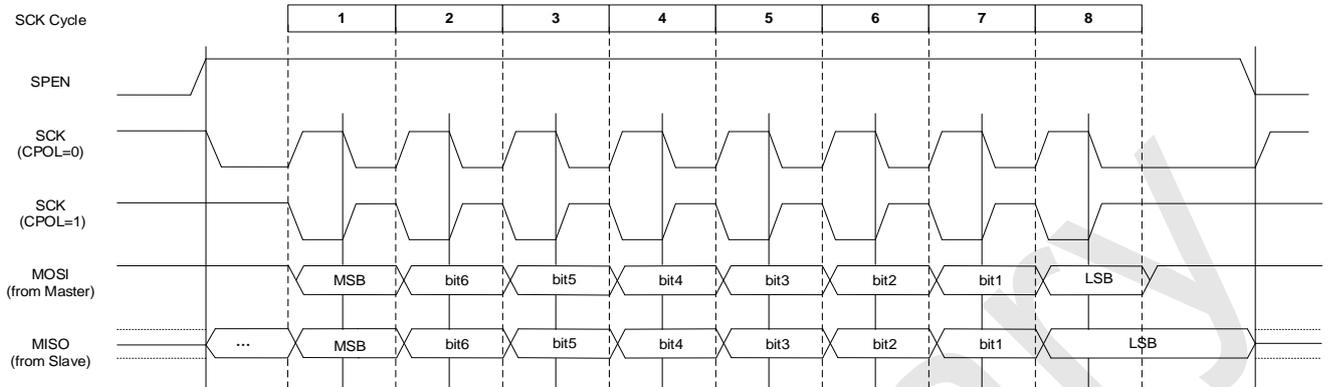 SCK Cycle 1 2 3 4 5 6 7 8
SPEN
SCK
(CPOL=0)
SCK
(CPOL=1)
MOSI
(from Master)
MSB bit6 bit5 bit4 bit3 bit2 bit1 LSB
MISO
(from Slave)
... MSB bit6 bit5 bit4 bit3 bit2 bit1 LSB
ry